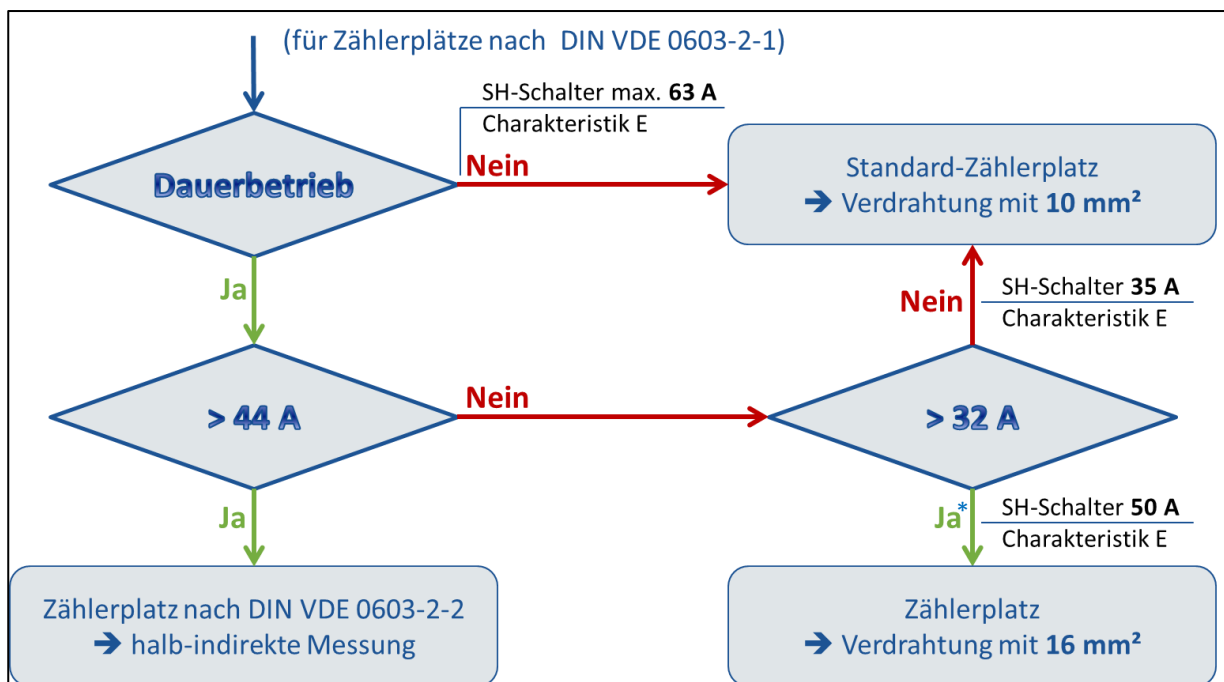 (für Zählerplätze nach DIN VDE 0603-2-1)
SH-Schalter max. 63 A
Charakteristik E
Dauerbetrieb
Nein
Standard-Zählerplatz
➔ Verdrahtung mit 10 mm²
Ja
Nein
SH-Schalter 35 A
Charakteristik E
> 44 A
Nein
> 32 A
Ja
Ja*
SH-Schalter 50 A
Charakteristik E
Zählerplatz nach DIN VDE 0603-2-2
➔ halb-indirekte Messung
Zählerplatz
➔ Verdrahtung mit 16 mm²